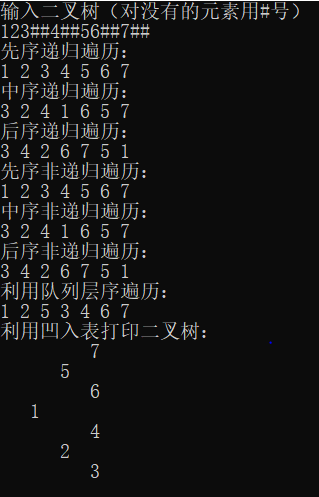 输入二叉树（对没有的元素用#号）
123##4##56##7##
先序递归遍历：
1 2 3 4 5 6 7
中序递归遍历：
3 2 4 1 6 5 7
后序递归遍历：
3 4 2 6 7 5 1
先序非递归遍历：
1 2 3 4 5 6 7
中序非递归遍历：
3 2 4 1 6 5 7
后序非递归遍历：
3 4 2 6 7 5 1
利用队列层序遍历：
1 2 5 3 4 6 7
利用凹入表打印二叉树：
7
5
6
1
4
2
3